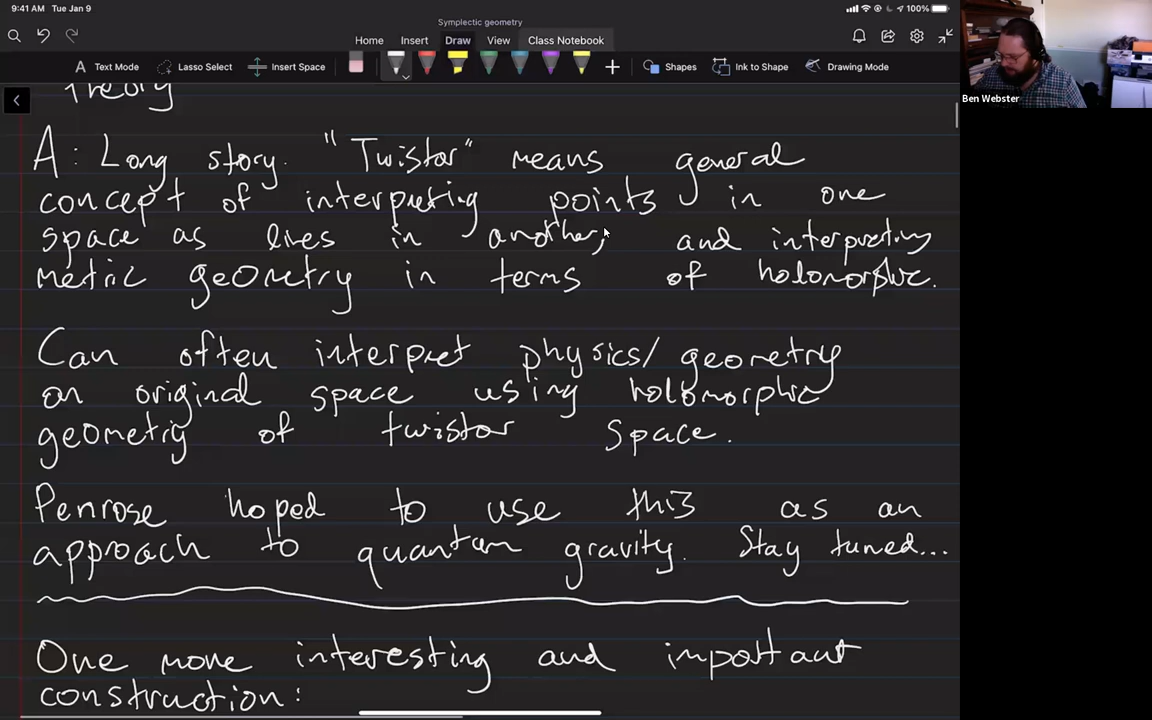 9:41 AM Tue Jan 9
100%
Symplectic geometry
Home Insert Draw View Class Notebook
Text Mode Lasso Select Insert Space Shapes Ink to Shape Drawing Mode
Ben Webster
Theory
A: Long story. "Twistor" means general
concept of interpreting points in one
space as lives in another, and interpreting
metric geometry in terms of holomorphic.
Can often interpret physics/geometry
on original space using holomorphic
geometry of twistor space.
Penrose hoped to use this as an
approach to quantum gravity. Stay tuned...
One more interesting and important
construction: